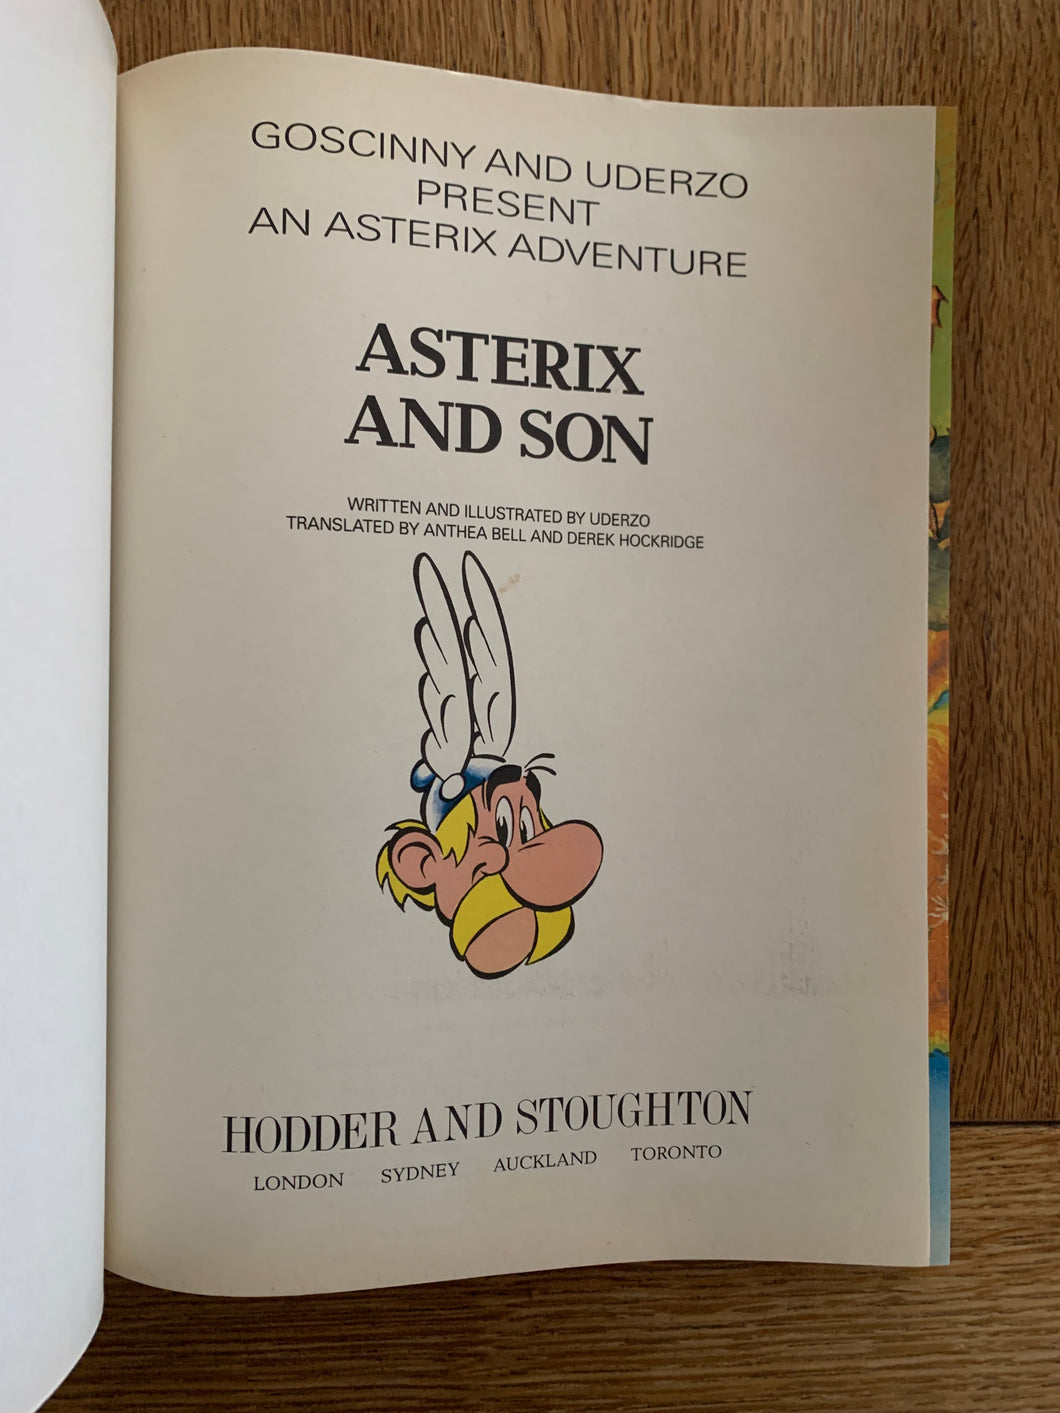 GOSCINNY AND UDERZO
PRESENT
AN ASTERIX ADVENTURE
ASTERIX
AND SON
WRITTEN AND ILLUSTRATED BY UDERZO
TRANSLATED BY ANTHEA BELL AND DEREK HOCKRIDGE
HODDER AND STOUGHTON
LONDON SYDNEY AUCKLAND TORONTO